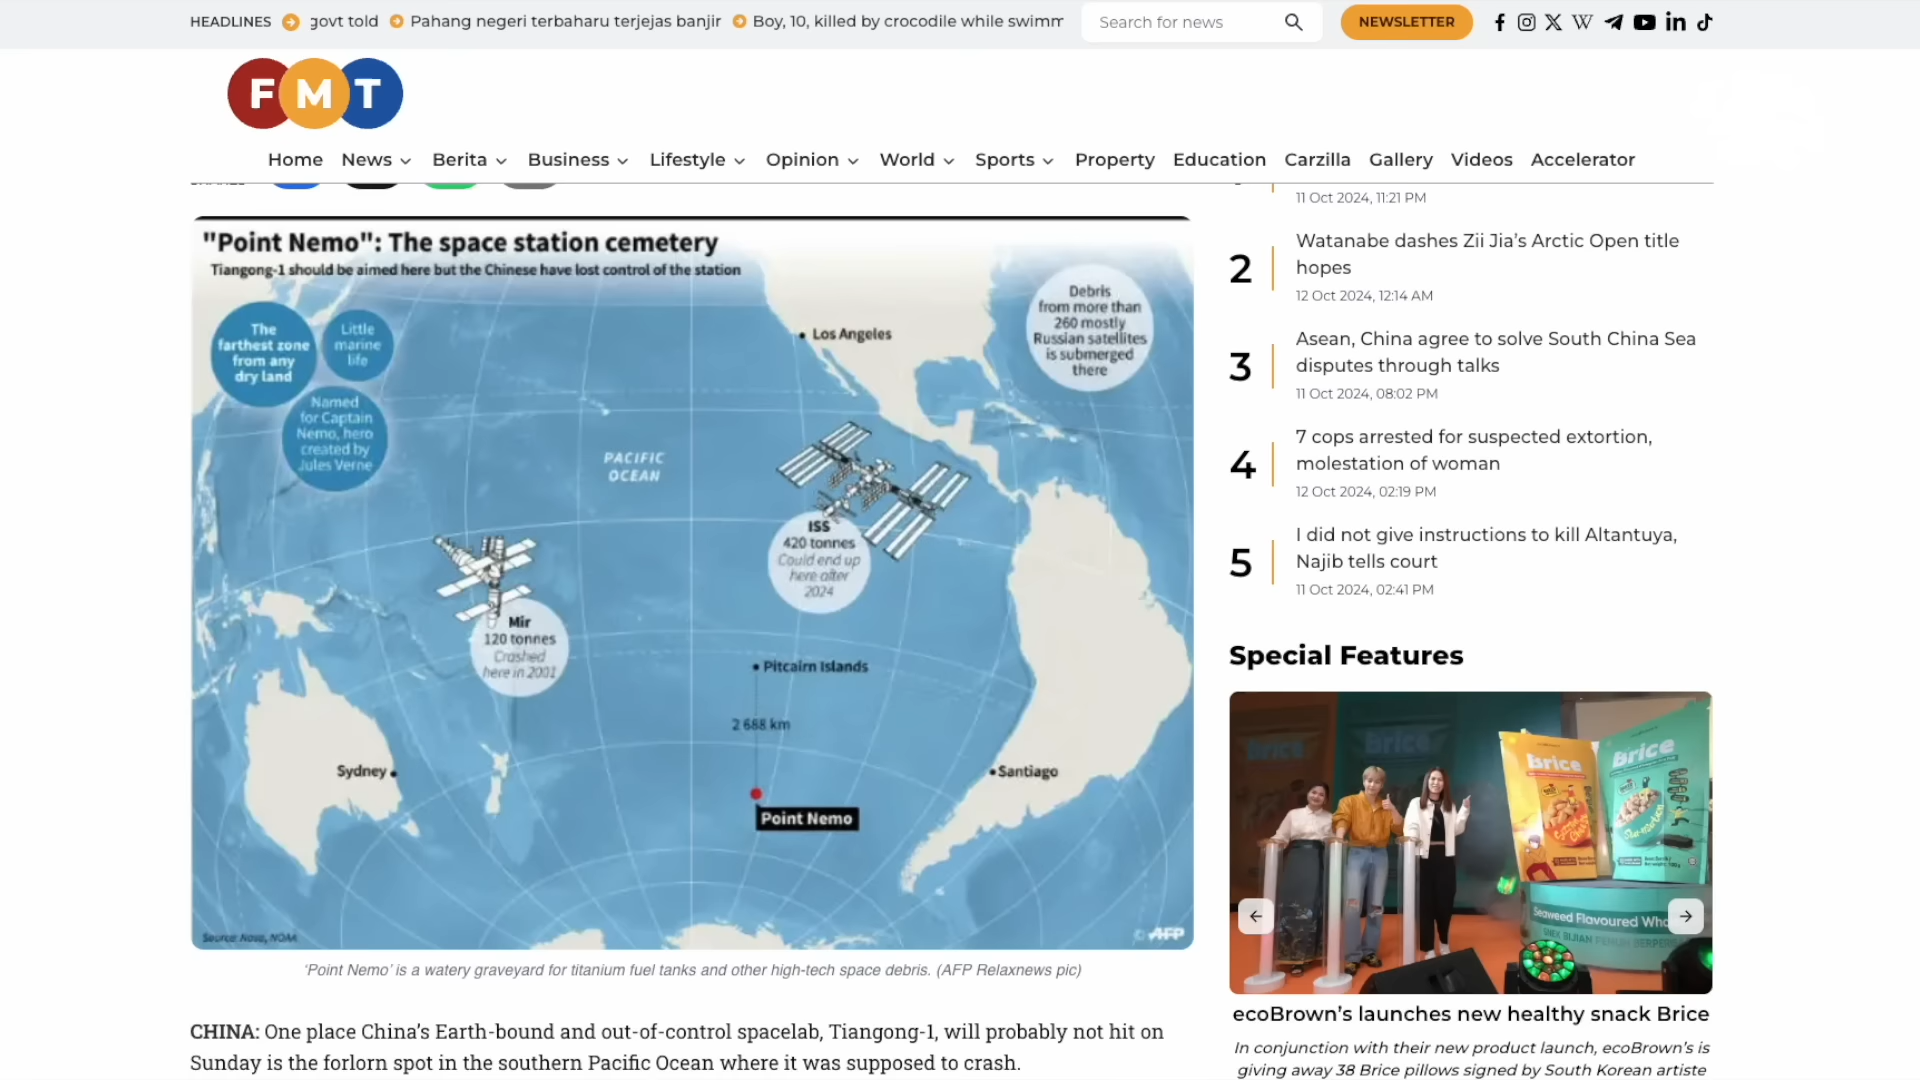 HEADLINES
govt told
Pahang negeri terbaharu terjejas banjir
Boy, 10, killed by crocodile while swimm
Search for news
NEWSLETTER
FMT
Home News Berita Business Lifestyle Opinion World Sports Property Education Carzilla Gallery Videos Accelerator
"Point Nemo": The space station cemetery
Tiangong-1 should be aimed here but the Chinese have lost control of the station
The
farthest zone
from any
dry land
Little
marine
life
Named
for Captain
Nemo, hero
created by
Jules Verne
Los Angeles
Debris
from more than
260 mostly
Russian satellites
is submerged
there
PACIFIC
OCEAN
ISS
420 tonnes
Could end up
here after
2024
Mir
120 tonnes
Crashed
here in 2001
Pitcairn Islands
2 688 km
Sydney
Santiago
Point Nemo
Source: Nasa, NOAA
© AFP
‘Point Nemo’ is a watery graveyard for titanium fuel tanks and other high-tech space debris. (AFP Relaxnews pic)
CHINA: One place China’s Earth-bound and out-of-control spacelab, Tiangong-1, will probably not hit on
Sunday is the forlorn spot in the southern Pacific Ocean where it was supposed to crash.
11 Oct 2024, 11:21 PM
2
Watanabe dashes Zii Jia’s Arctic Open title
hopes
12 Oct 2024, 12:14 AM
3
Asean, China agree to solve South China Sea
disputes through talks
11 Oct 2024, 08:02 PM
4
7 cops arrested for suspected extortion,
molestation of woman
12 Oct 2024, 02:19 PM
5
I did not give instructions to kill Altantuya,
Najib tells court
11 Oct 2024, 02:41 PM
Special Features
Brice
Brice
Brice
Brice
Seaweed Flavoured
ecoBrown’s launches new healthy snack Brice
In conjunction with their new product launch, ecoBrown’s is
giving away 38 Brice pillows signed by South Korean artiste